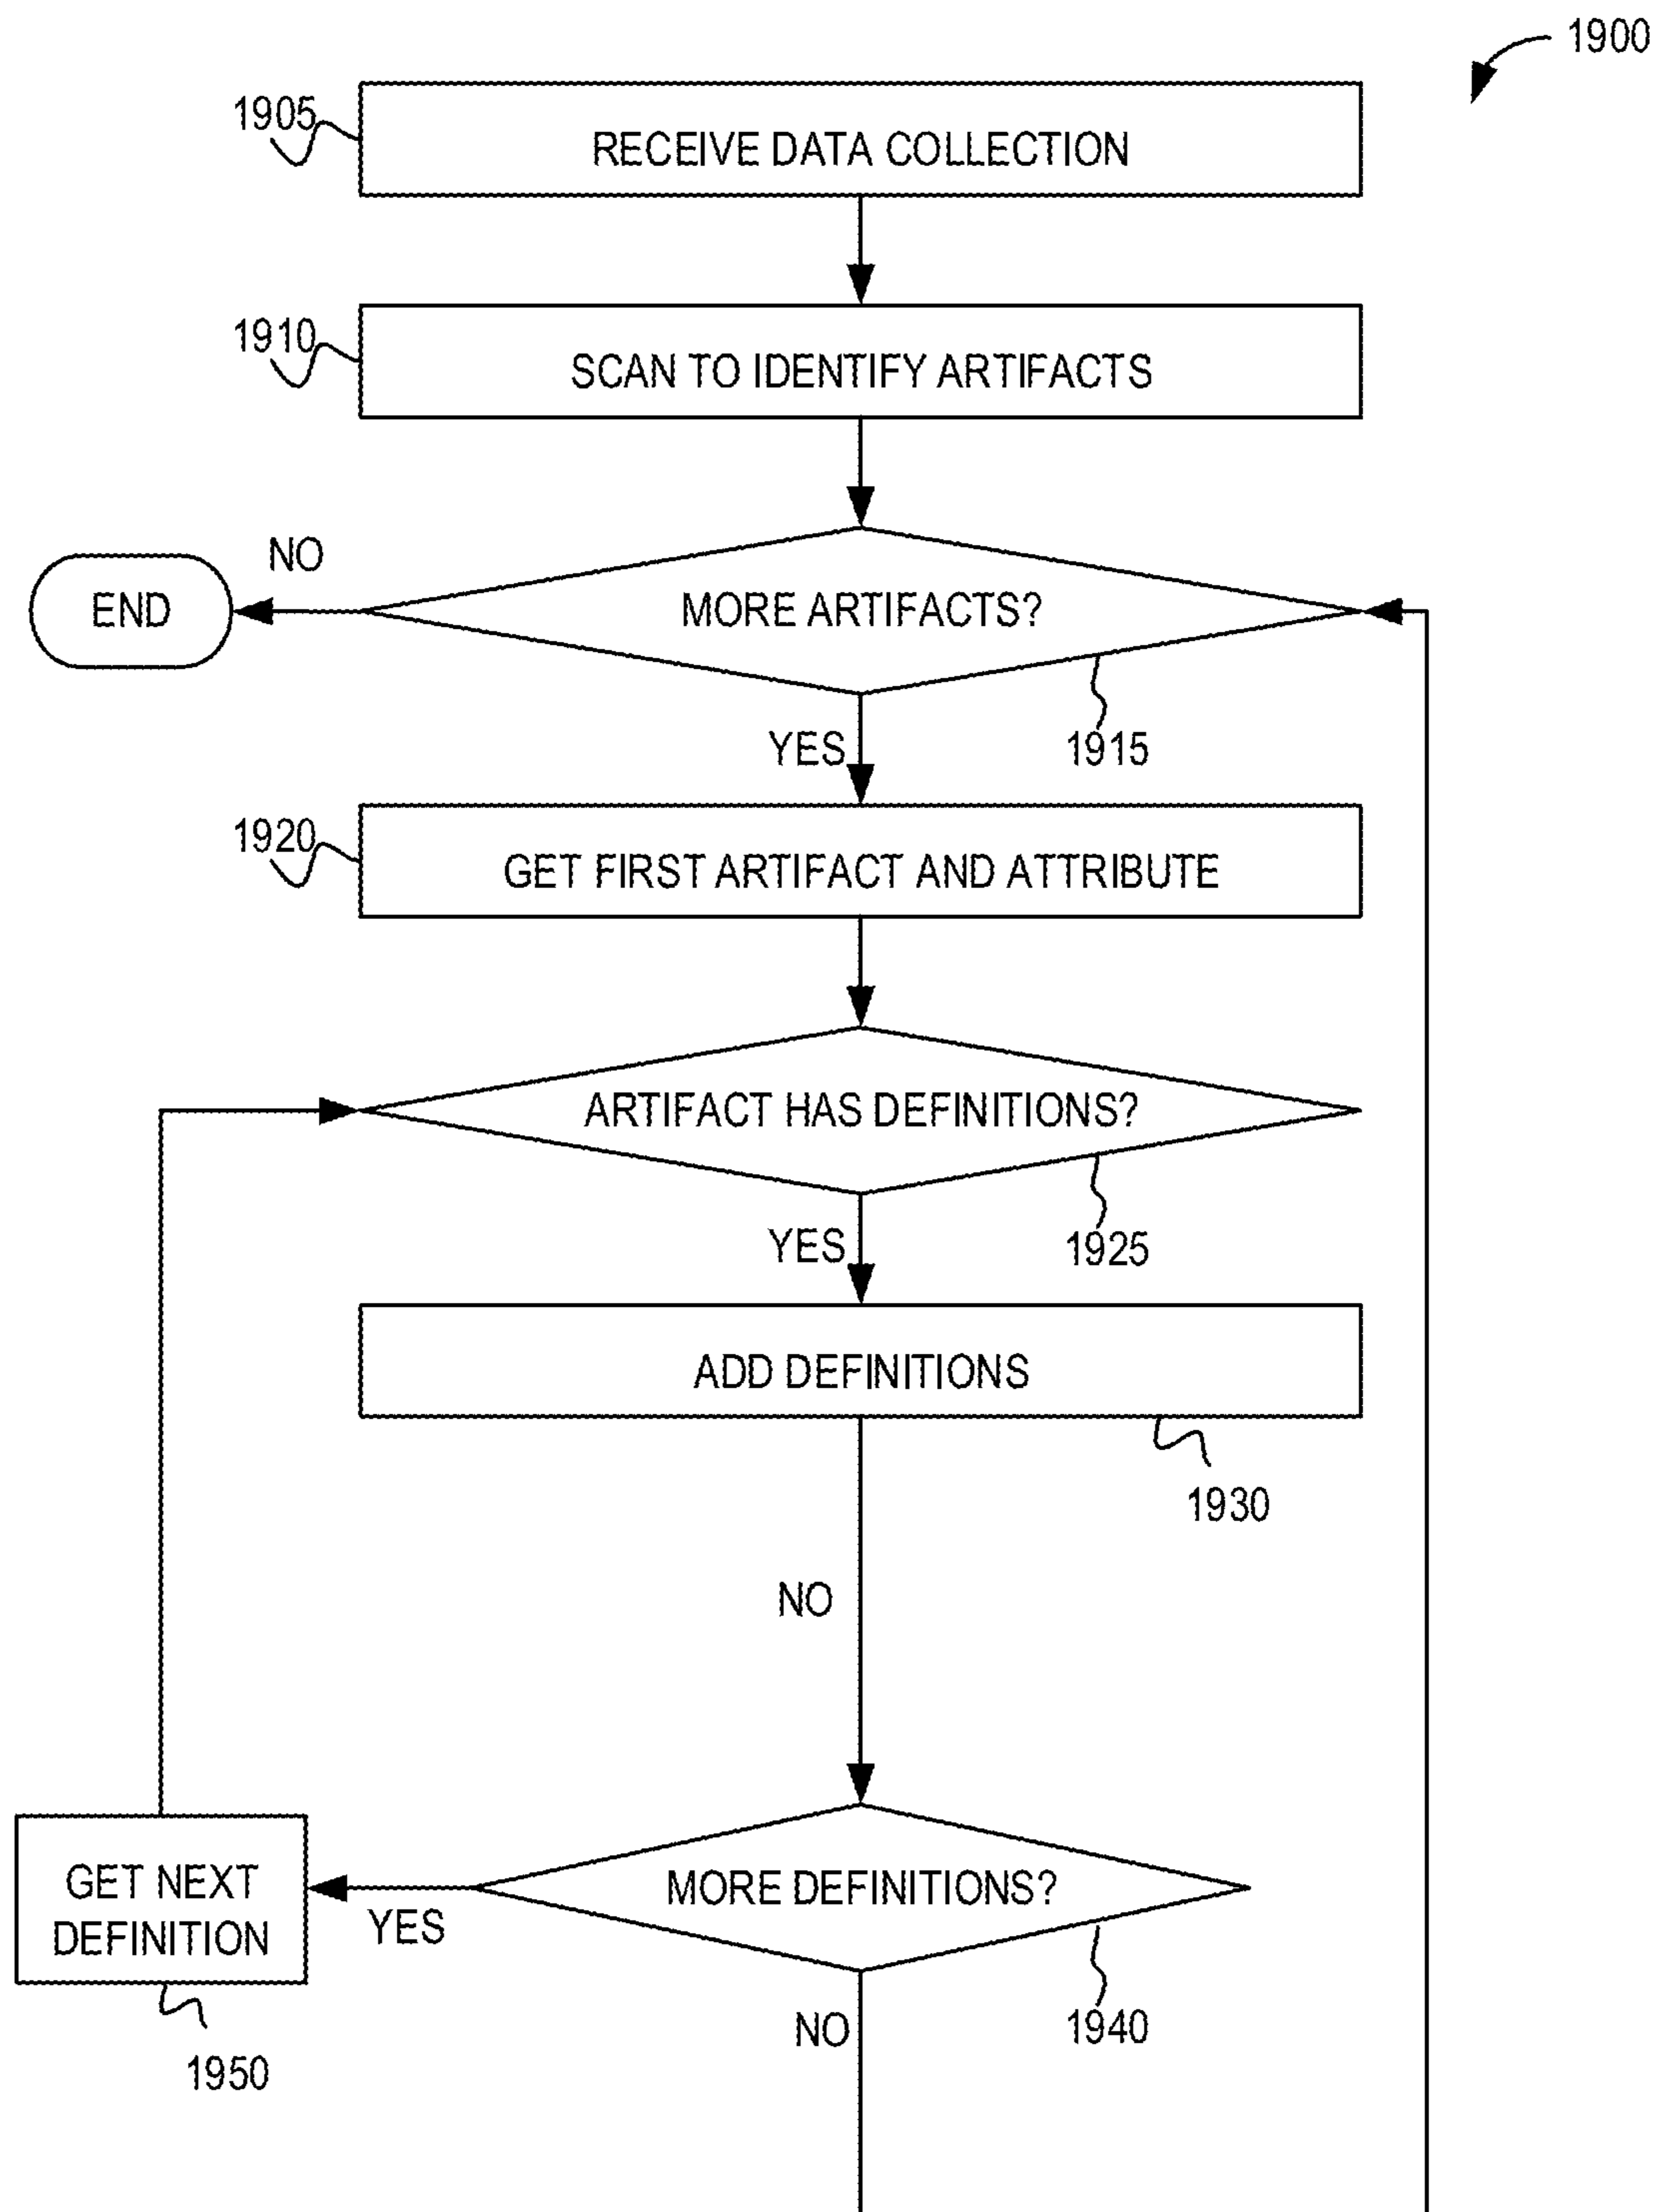 1900
1905
RECEIVE DATA COLLECTION
1910
SCAN TO IDENTIFY ARTIFACTS
NO
END
MORE ARTIFACTS?
YES
1915
1920
GET FIRST ARTIFACT AND ATTRIBUTE
ARTIFACT HAS DEFINITIONS?
YES
1925
ADD DEFINITIONS
1930
NO
GET NEXT
DEFINITION
YES
MORE DEFINITIONS?
NO
1940
1950